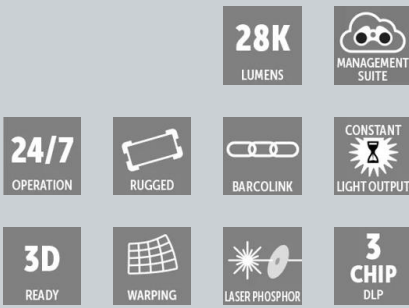 28K
LUMENS
MANAGEMENT
SUITE
24/7
OPERATION
RUGGED
BARCOLINK
CONSTANT
LIGHT OUTPUT
3D
READY
WARPING
LASER PHOSPHOR
3
CHIP
DLP